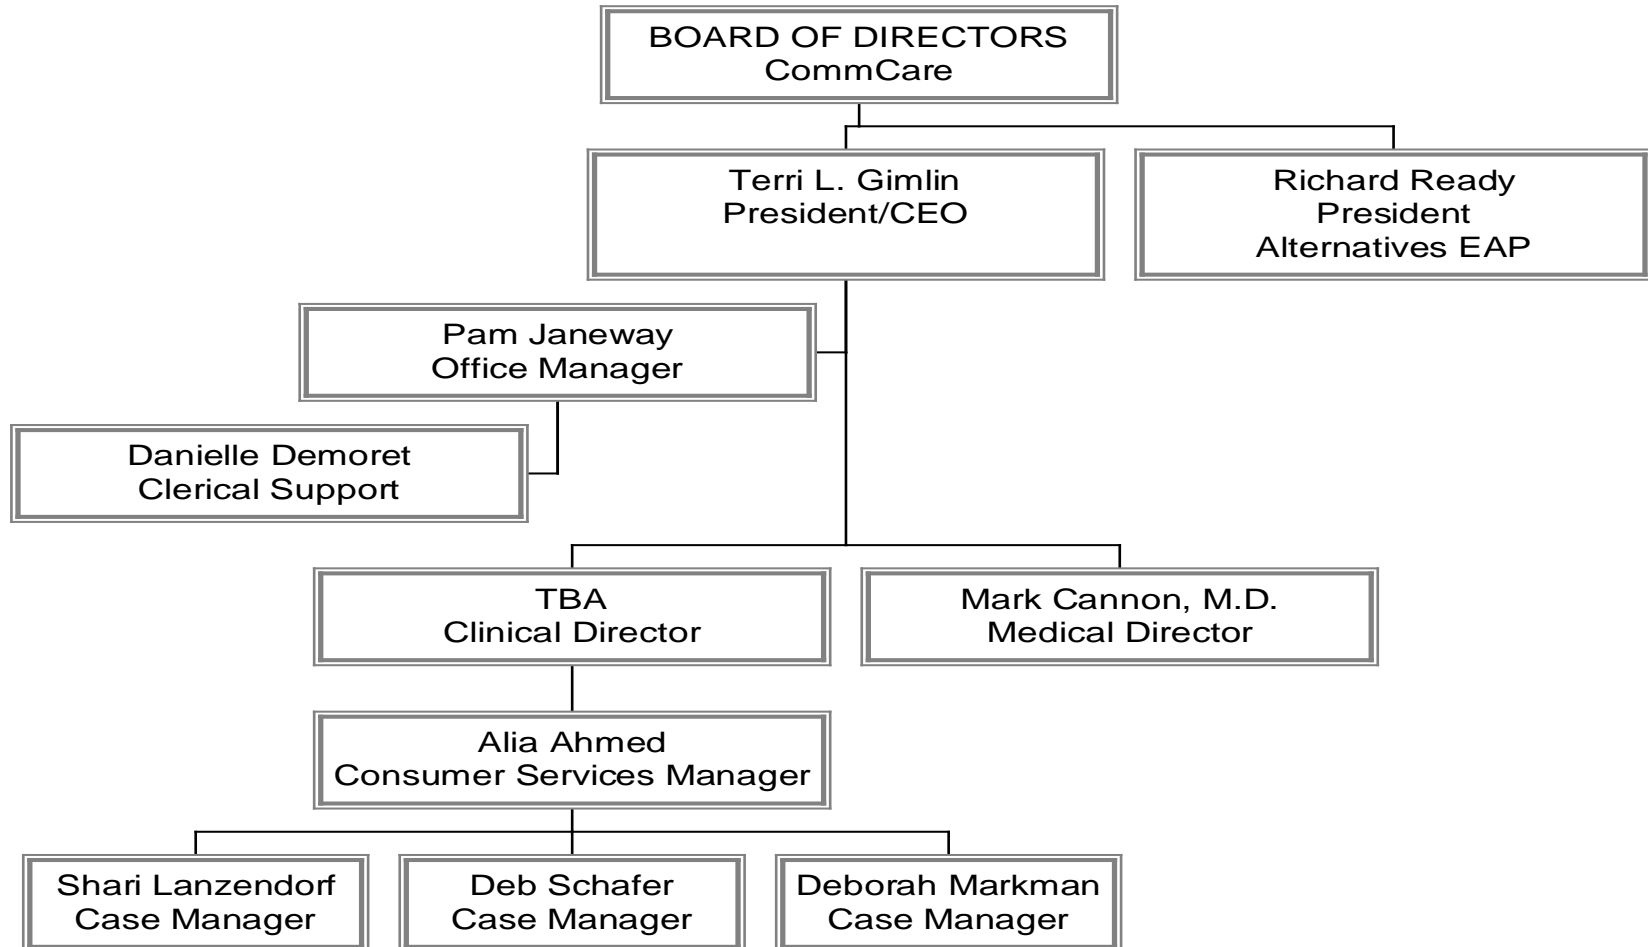 BOARD OF DIRECTORS
CommCare
Terri L. Gimlin
President/CEO
Richard Ready
President
Alternatives EAP
Pam Janeway
Office Manager
Danielle Demoret
Clerical Support
TBA
Clinical Director
Mark Cannon, M.D.
Medical Director
Alia Ahmed
Consumer Services Manager
Shari Lanzendorf
Case Manager
Deb Schafer
Case Manager
Deborah Markman
Case Manager